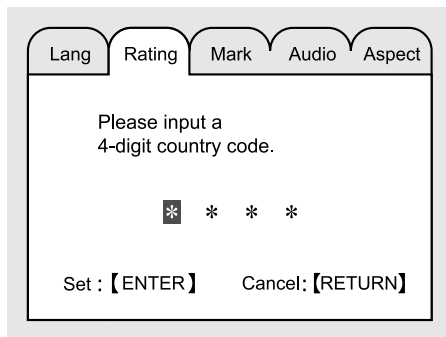 Lang Rating Mark Audio Aspect
Please input a
4-digit country code.
* * * *
Set :【ENTER】 Cancel:【RETURN】